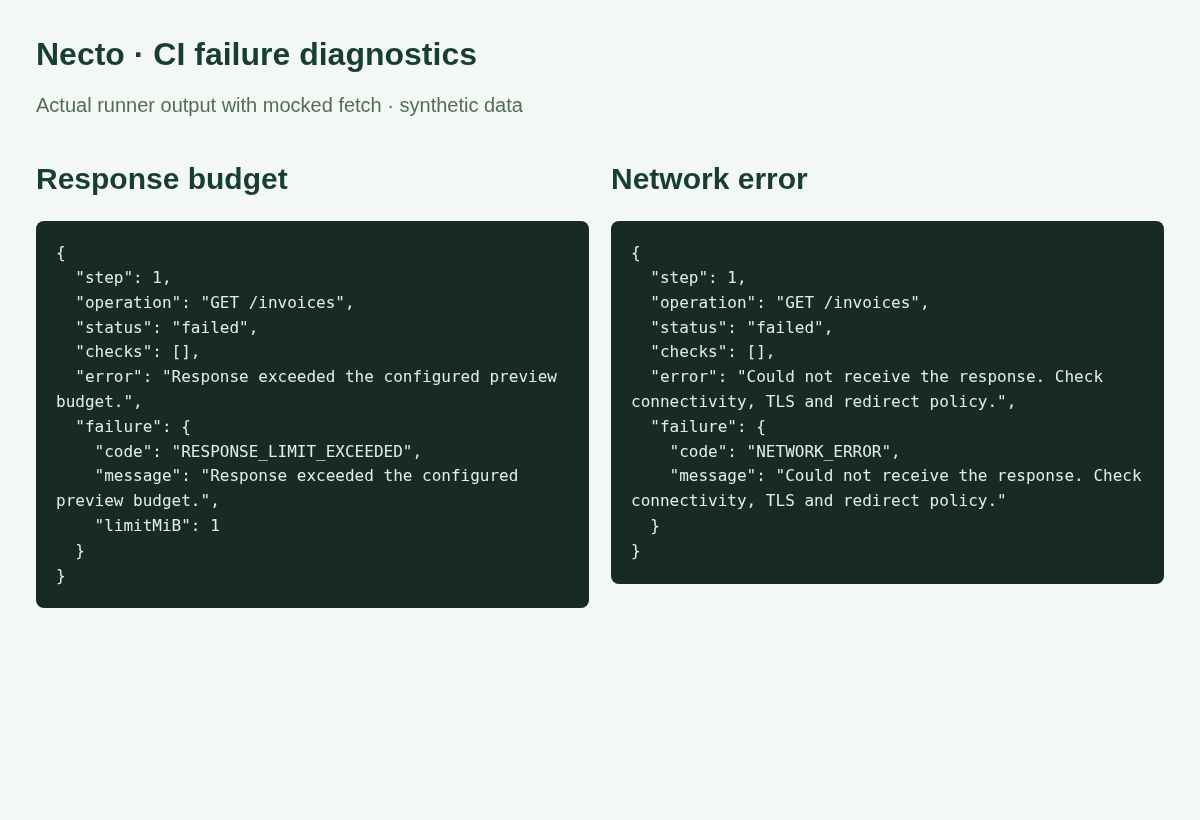 Necto · CI failure diagnostics
Actual runner output with mocked fetch · synthetic data
Response budget
{
  "step": 1,
  "operation": "GET /invoices",
  "status": "failed",
  "checks": [],
  "error": "Response exceeded the configured preview
budget.",
  "failure": {
    "code": "RESPONSE_LIMIT_EXCEEDED",
    "message": "Response exceeded the configured
preview budget.",
    "limitMiB": 1
  }
}
Network error
{
  "step": 1,
  "operation": "GET /invoices",
  "status": "failed",
  "checks": [],
  "error": "Could not receive the response. Check
connectivity, TLS and redirect policy.",
  "failure": {
    "code": "NETWORK_ERROR",
    "message": "Could not receive the response. Check
connectivity, TLS and redirect policy."
  }
}